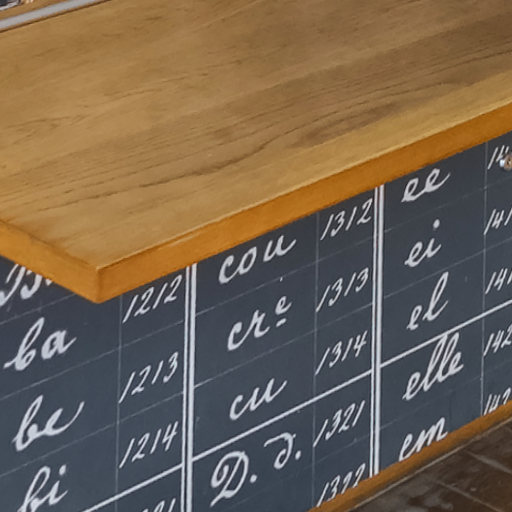 1212 cou 1312 ee
ba 1213 crᵉ 1313 ei
be 1214 cu 1314 el
bi D. d. 1321 elle
1322 em